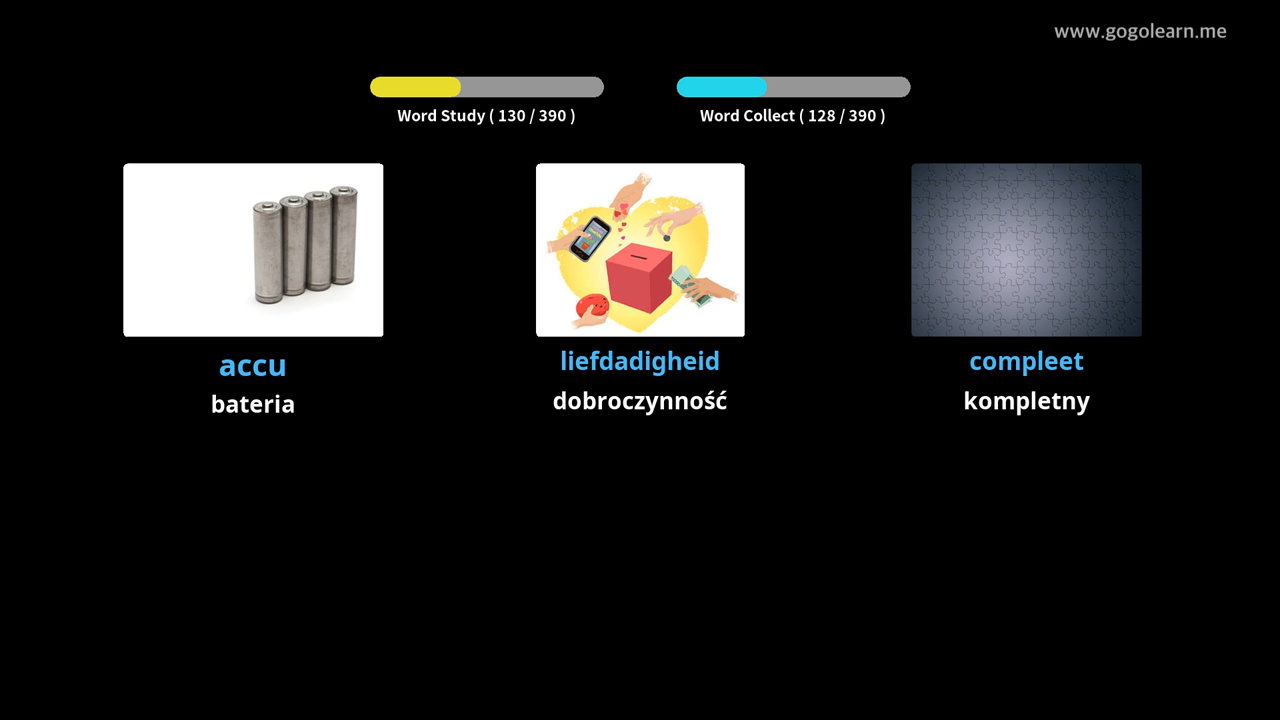 www.gogolearn.me
Word Study ( 130 / 390 )
Word Collect ( 128 / 390 )
accu
bateria
liefdadigheid
dobroczynność
compleet
kompletny